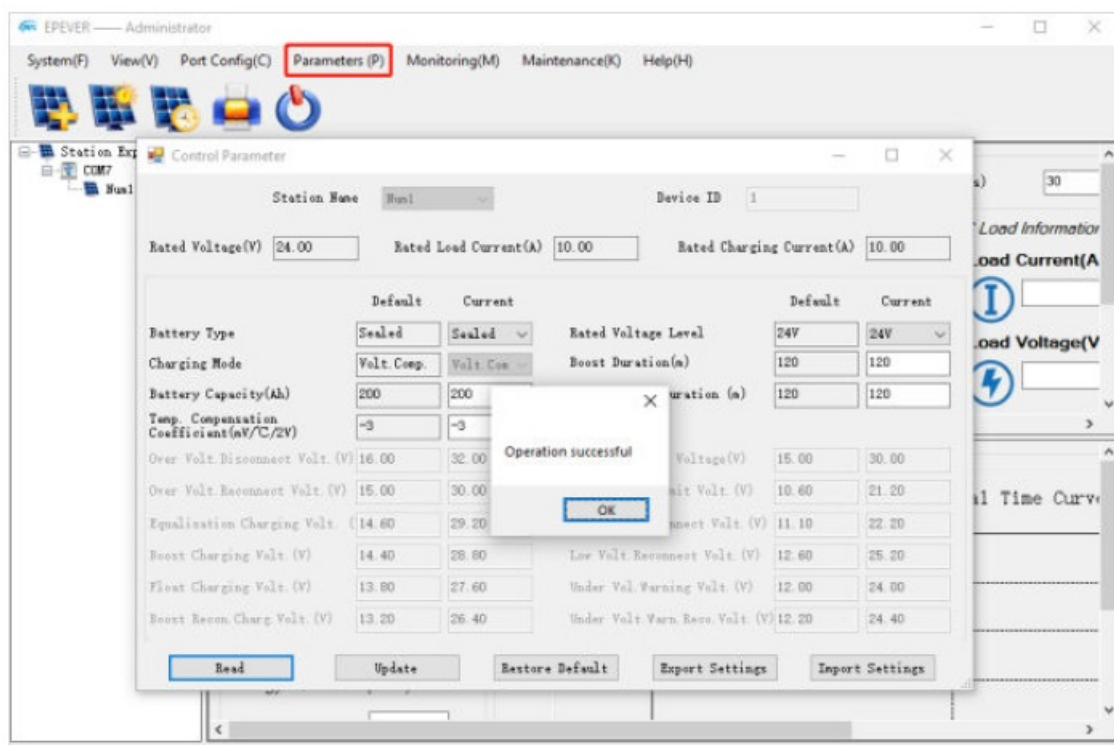 EPEVER —— Administrator
System(F) View(V) Port Config(C) Parameters (P) Monitoring(M) Maintenance(K) Help(H)
Station Exp
COM7
Num1
Control Parameter
Station Name Num1 Device ID 1
Rated Voltage(V) 24.00 Rated Load Current(A) 10.00 Rated Charging Current(A) 10.00
Default Current Default Current
Battery Type Sealed Sealed Rated Voltage Level 24V 24V
Charging Mode Volt.Comp. Volt.Com Boost Duration(m) 120 120
Battery Capacity(Ah) 200 200 uration (m) 120 120
Temp. Compensation
Coefficient(mV/℃/2V) -3 -3
Over Volt.Disconnect Volt.(V) 16.00 32.00 Voltage(V) 15.00 30.00
Over Volt.Reconnect Volt.(V) 15.00 30.00 mit Volt.(V) 10.60 21.20
Equalization Charging Volt. ( 14.60 29.20 nnect Volt.(V) 11.10 22.20
Boost Charging Volt.(V) 14.40 28.80 Low Volt.Reconnect Volt.(V) 12.60 25.20
Float Charging Volt.(V) 13.80 27.60 Under Vol.Warning Volt.(V) 12.00 24.00
Boost Recon.Charg.Volt.(V) 13.20 26.40 Under Volt.Warn.Reco.Volt.(V) 12.20 24.40
Operation successful
OK
Read Update Restore Default Export Settings Import Settings
) 30
Load Information
Load Current(A
Load Voltage(V
al Time Curve